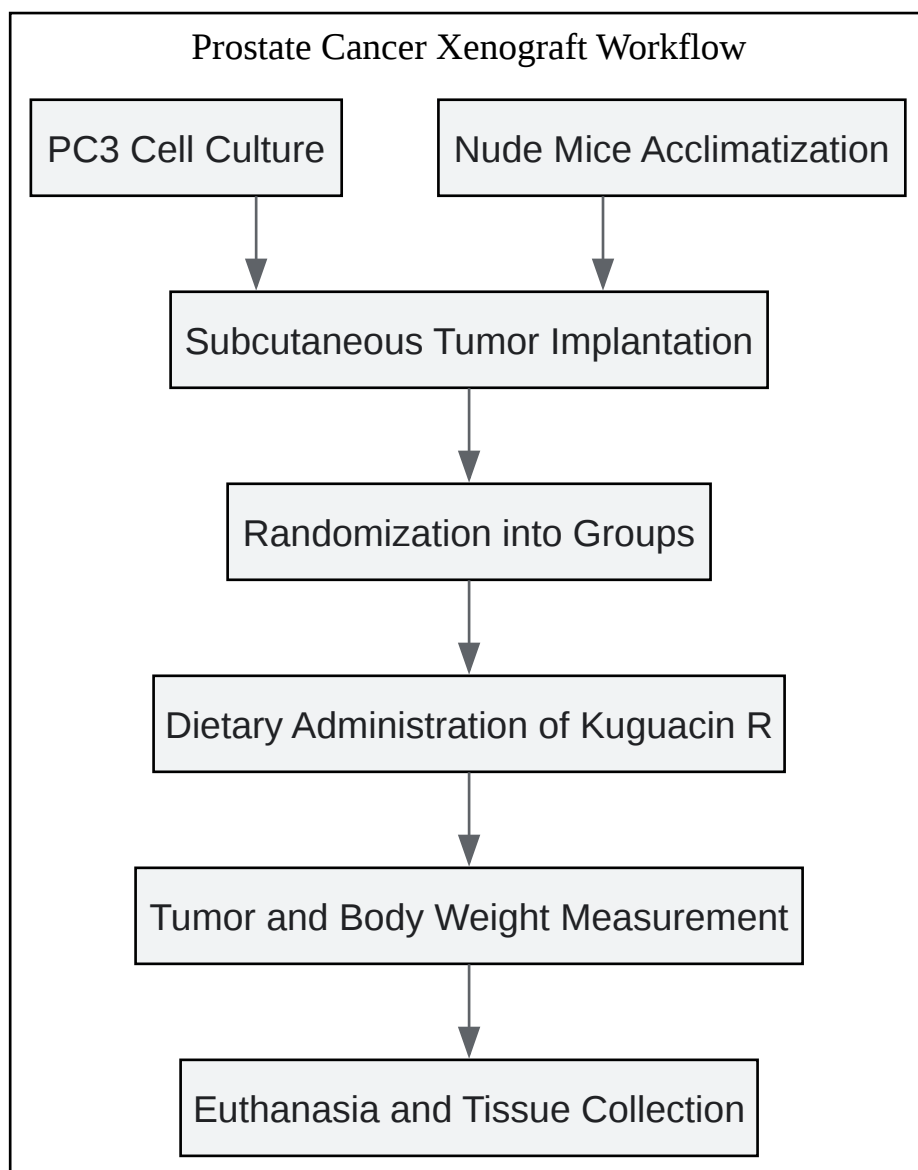 Prostate Cancer Xenograft Workflow
PC3 Cell Culture
Nude Mice Acclimatization
Subcutaneous Tumor Implantation
Randomization into Groups
Dietary Administration of Kuguacin R
Tumor and Body Weight Measurement
Euthanasia and Tissue Collection